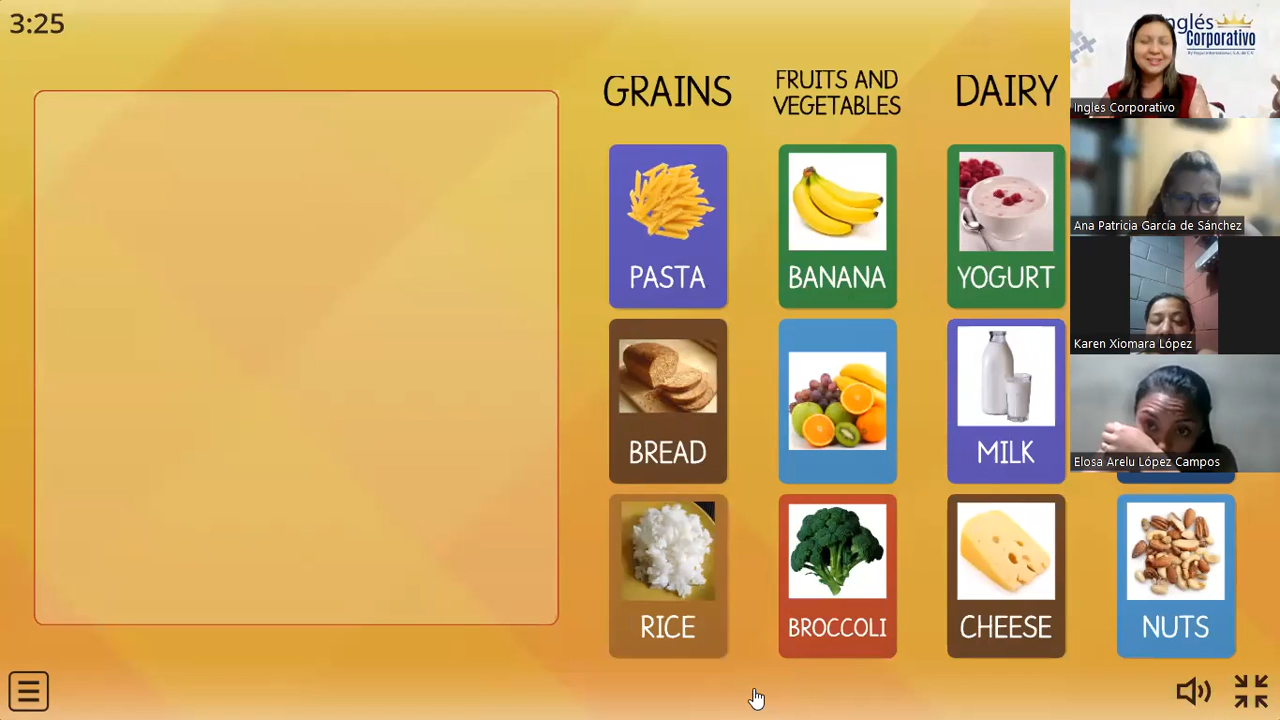 3:25
GRAINS
FRUITS AND
VEGETABLES
DAIRY
PASTA
BANANA
YOGURT
BREAD
MILK
RICE
BROCCOLI
CHEESE
NUTS
Inglés
Corporativo
Ingles Corporativo
Ana Patricia García de Sánchez
Karen Xiomara López
Elosa Arelu López Campos